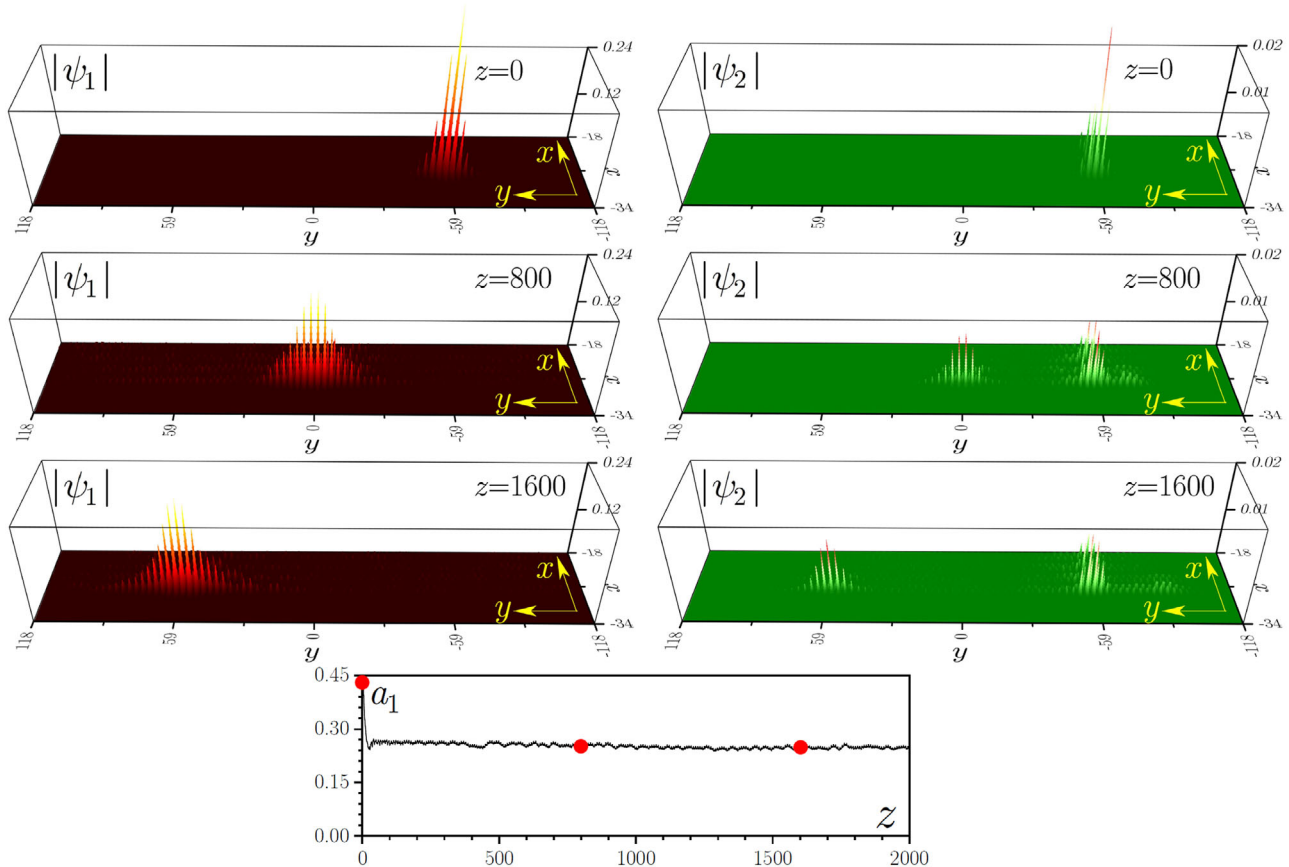 |ψ₁| z=0 0.24 0.12 -18 x -34
x y
118 59 0 -59 -118
y
|ψ₂| z=0 0.02 0.01 -18 x -34
x y
118 59 0 -59 -118
y
|ψ₁| z=800 0.24 0.12 -18 x -34
x y
118 59 0 -59 -118
y
|ψ₂| z=800 0.02 0.01 -18 x -34
x y
118 59 0 -59 -118
y
|ψ₁| z=1600 0.24 0.12 -18 x -34
x y
118 59 0 -59 -118
y
|ψ₂| z=1600 0.02 0.01 -18 x -34
x y
118 59 0 -59 -118
y
0.45 a₁
0.30
0.15
0.00 z
0 500 1000 1500 2000